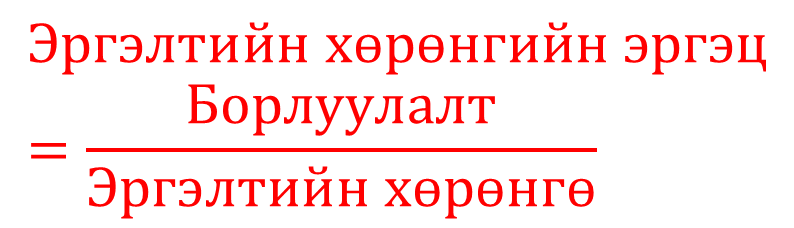 Эргэлтийн хөрөнгийн эргэц
Борлуулалт
=
Эргэлтийн хөрөнгө